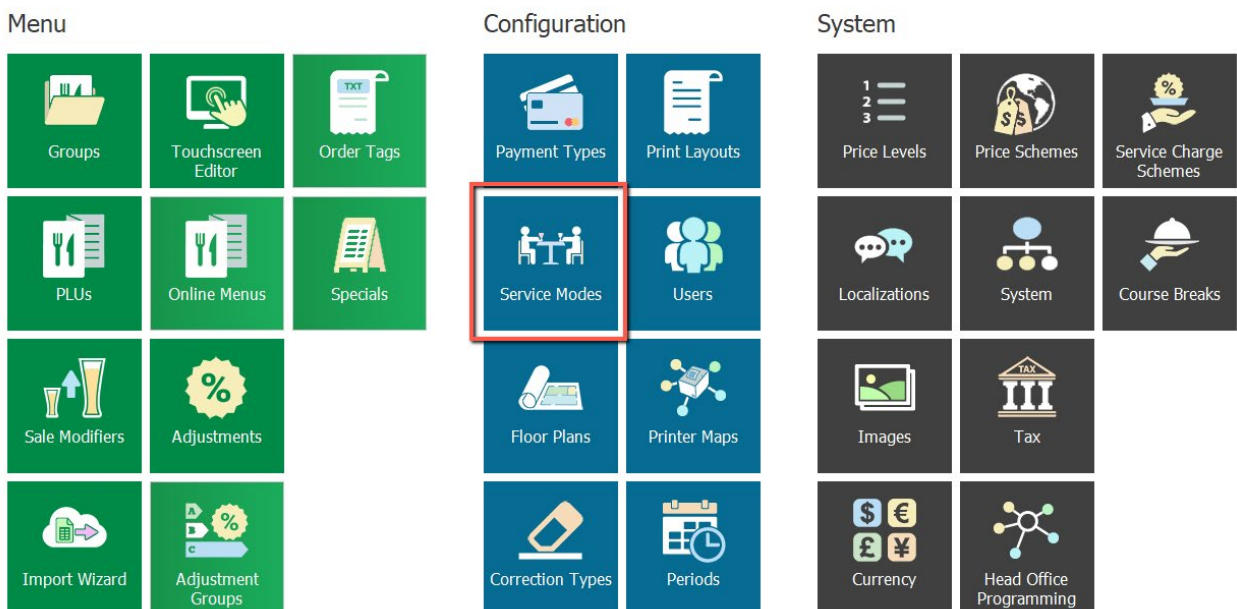 Menu
Configuration
System
Groups
Touchscreen
Editor
TXT
Order Tags
Payment Types
Print Layouts
1
2
3
Price Levels
$ $
Price Schemes
%
Service Charge
Schemes
PLUs
Online Menus
Specials
Service Modes
Users
Localizations
System
Course Breaks
Sale Modifiers
%
Adjustments
Floor Plans
Printer Maps
Images
TAX
Tax
Import Wizard
A
B
C
%
Adjustment
Groups
Correction Types
Periods
$ €
£ ¥
Currency
Head Office
Programming